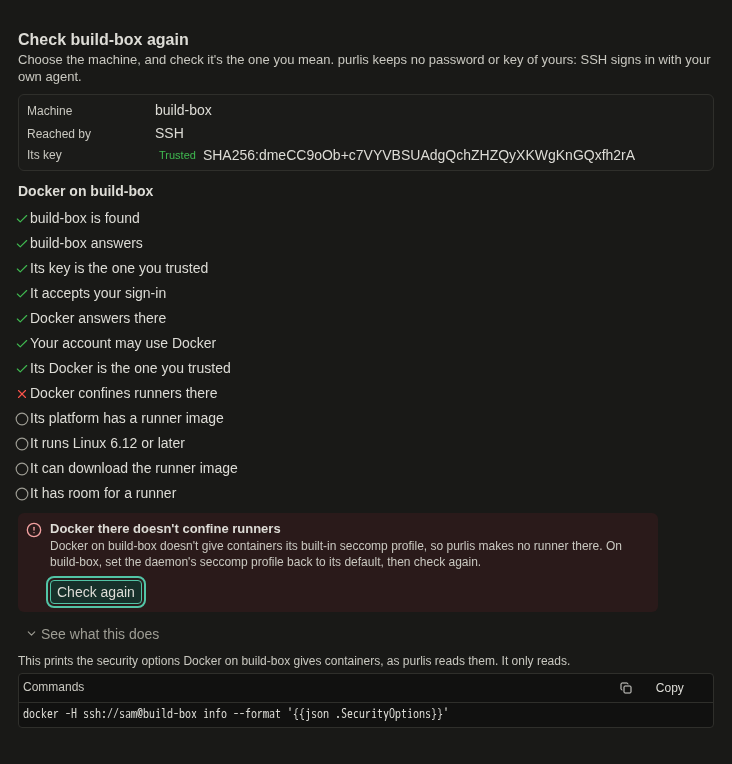 Check build-box again
Choose the machine, and check it's the one you mean. purlis keeps no password or key of yours: SSH signs in with your
own agent.
Machine build-box
Reached by SSH
Its key Trusted SHA256:dmeCC9oOb+c7VYVBSUAdgQchZHZQyXKWgKnGQxfh2rA
Docker on build-box
build-box is found
build-box answers
Its key is the one you trusted
It accepts your sign-in
Docker answers there
Your account may use Docker
Its Docker is the one you trusted
Docker confines runners there
Its platform has a runner image
It runs Linux 6.12 or later
It can download the runner image
It has room for a runner
Docker there doesn't confine runners
Docker on build-box doesn't give containers its built-in seccomp profile, so purlis makes no runner there. On
build-box, set the daemon's seccomp profile back to its default, then check again.
Check again
See what this does
This prints the security options Docker on build-box gives containers, as purlis reads them. It only reads.
Commands Copy
docker -H ssh://sam@build-box info --format '{{json .SecurityOptions}}'